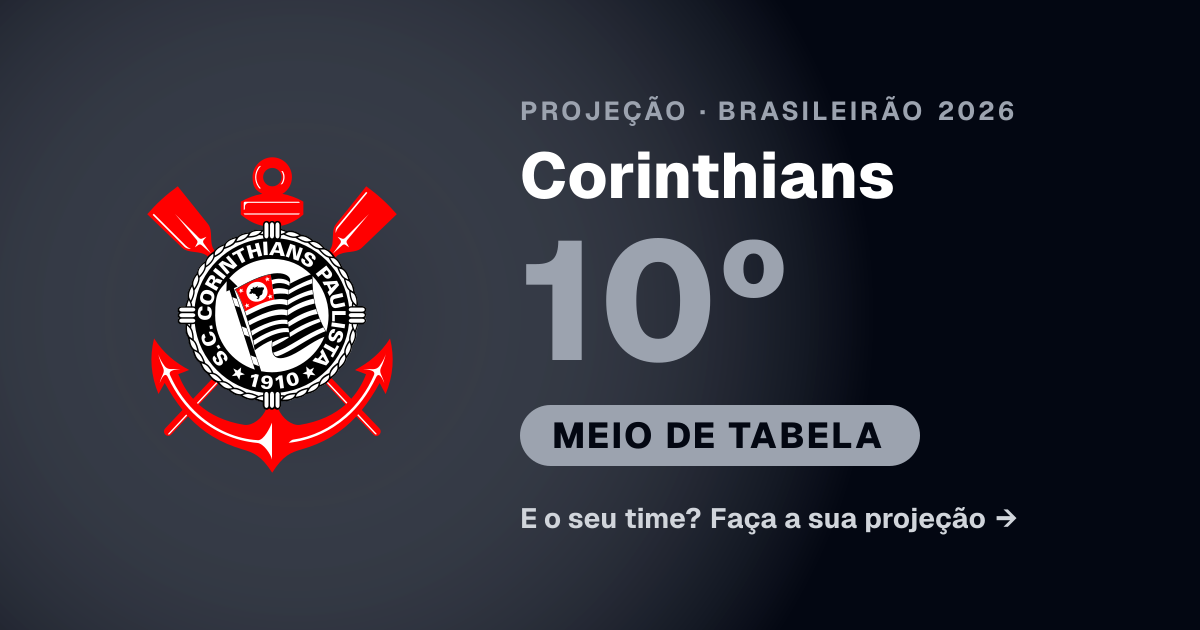 S.C. CORINTHIANS PAULISTA
★ 1910 ★
PROJEÇÃO · BRASILEIRÃO 2026
Corinthians
10º
MEIO DE TABELA
E o seu time? Faça a sua projeção →